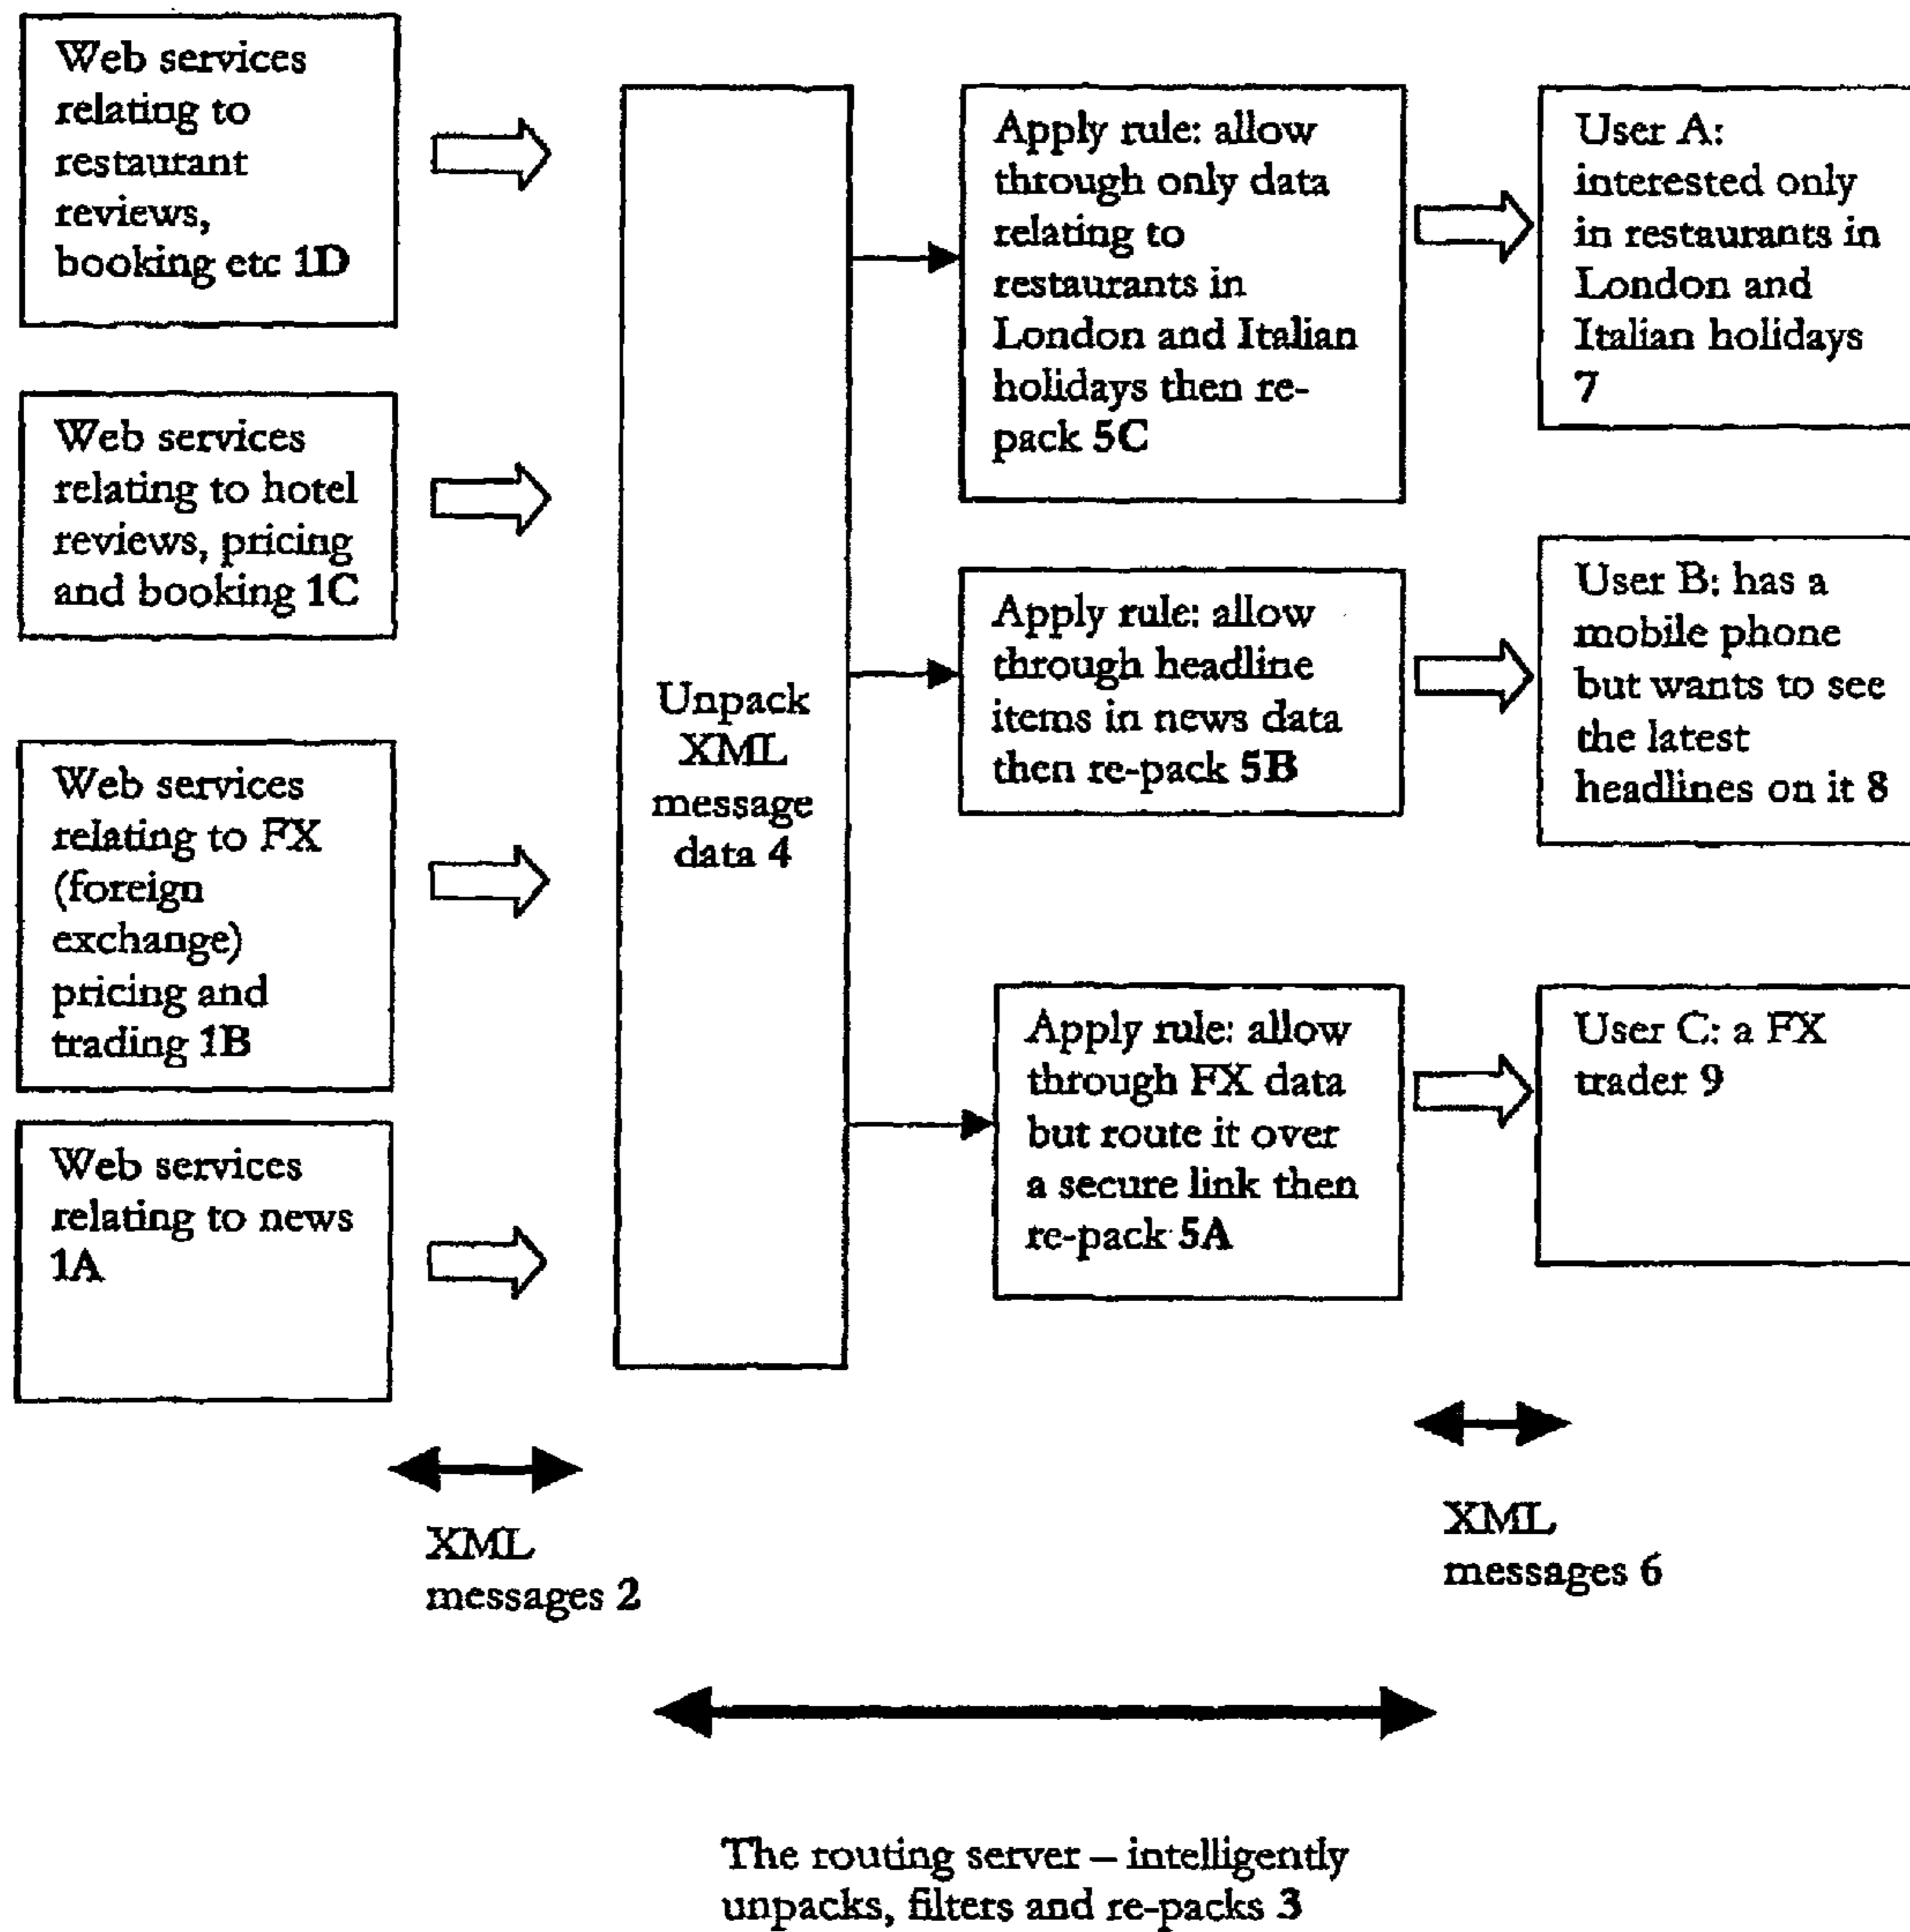 Web services
relating to
restaurant
reviews,
booking etc 1D
Web services
relating to hotel
reviews, pricing
and booking 1C
Web services
relating to FX
(foreign
exchange)
pricing and
trading 1B
Web services
relating to news
1A
XML
messages 2
Unpack
XML
message
data 4
Apply rule: allow
through only data
relating to
restaurants in
London and Italian
holidays then re-
pack 5C
Apply rule: allow
through headline
items in news data
then re-pack 5B
Apply rule: allow
through FX data
but route it over
a secure link then
re-pack 5A
User A:
interested only
in restaurants in
London and
Italian holidays
7
User B: has a
mobile phone
but wants to see
the latest
headlines on it 8
User C: a FX
trader 9
XML
messages 6
The routing server – intelligently
unpacks, filters and re-packs 3